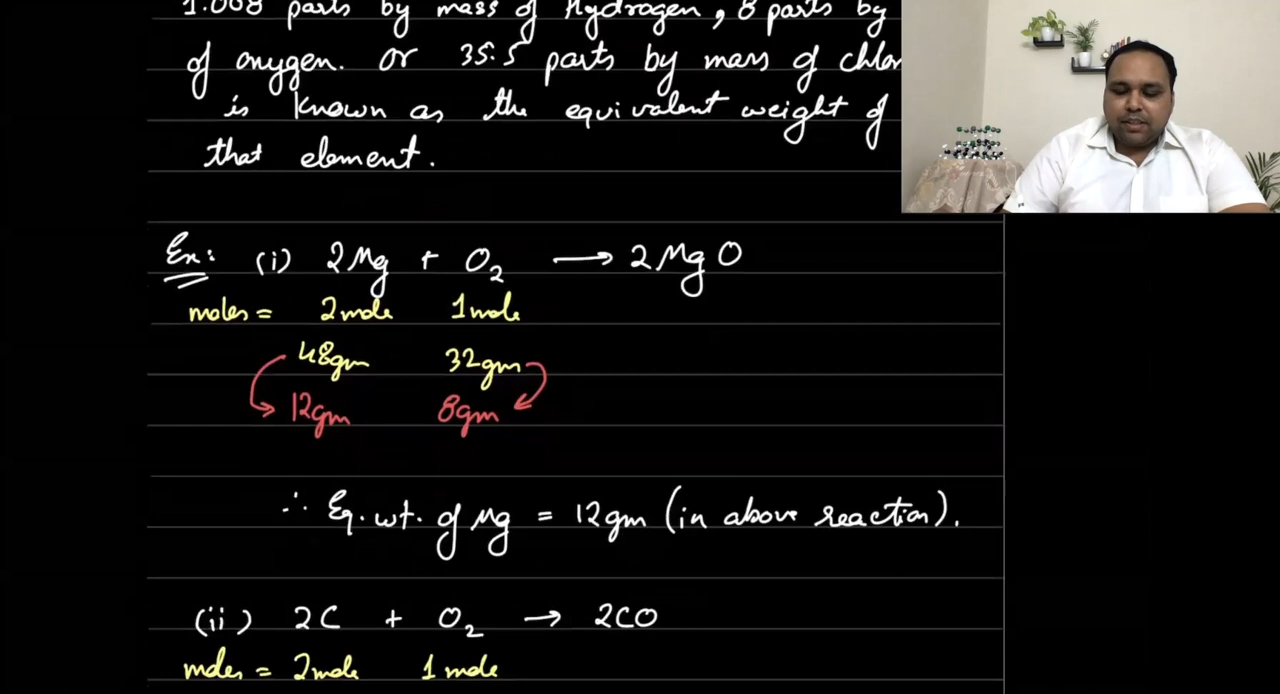 1.008 parts by mass of Hydrogen, 8 parts by
of oxygen. or 35.5 parts by mass of chlor
is known as the equivalent weight of
that element.
Ex: (i) 2Mg + O₂ ⟶ 2MgO
moles = 2mole 1mole
48gm 32gm
12gm 8gm
∴ Eq. wt. of Mg = 12gm (in above reaction).
(ii) 2C + O₂ → 2CO
moles = 2mole 1mole